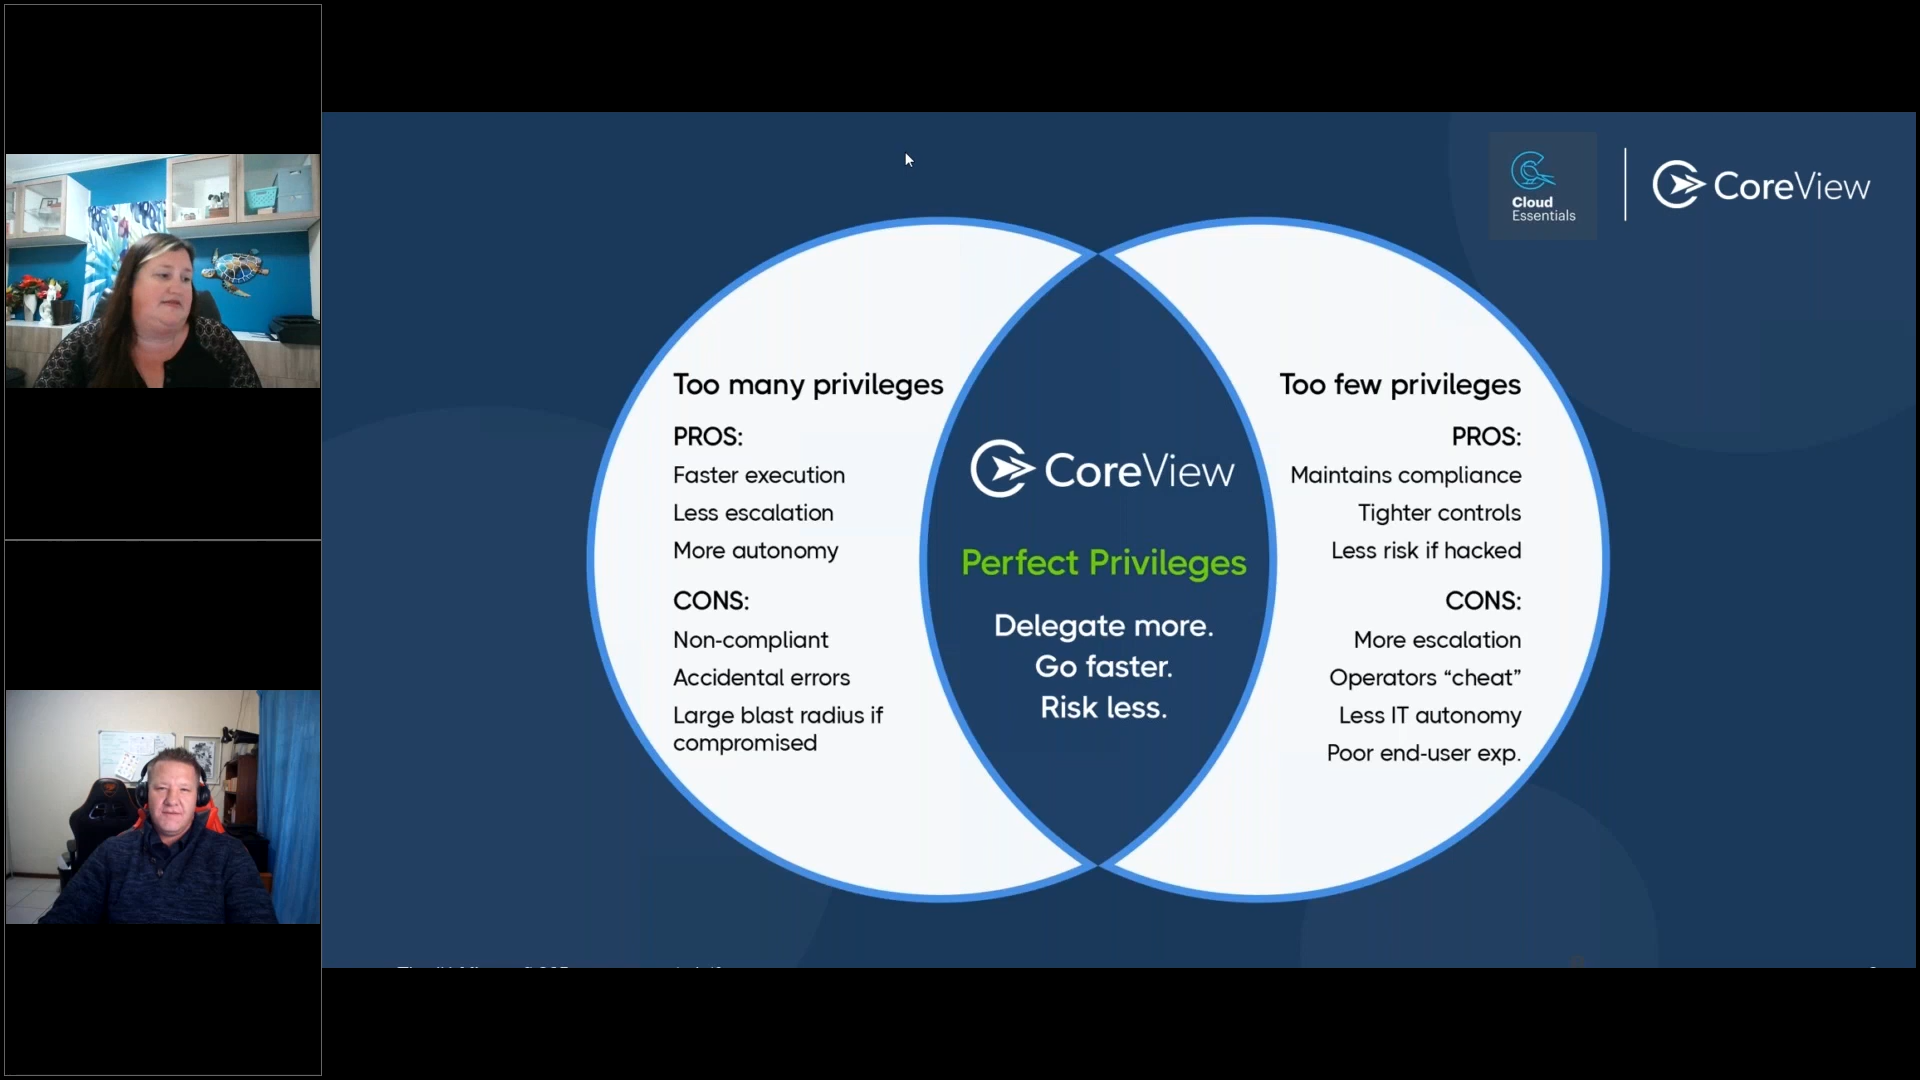 Cloud
Essentials
CoreView
Too many privileges
PROS:
Faster execution
Less escalation
More autonomy
CONS:
Non-compliant
Accidental errors
Large blast radius if
compromised
CoreView
Perfect Privileges
Delegate more.
Go faster.
Risk less.
Too few privileges
PROS:
Maintains compliance
Tighter controls
Less risk if hacked
CONS:
More escalation
Operators “cheat”
Less IT autonomy
Poor end-user exp.